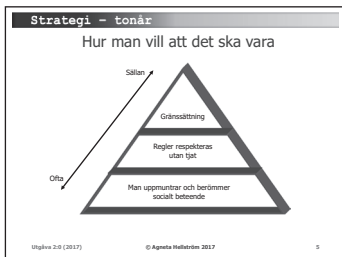 Strategi – tonår
Hur man vill att det ska vara
Sällan
Gränssättning
Regler respekteras
utan tjat
Ofta
Man uppmuntrar och berömmer
socialt beteende
Utgåva 2:0 (2017)
© Agneta Hellström 2017
5